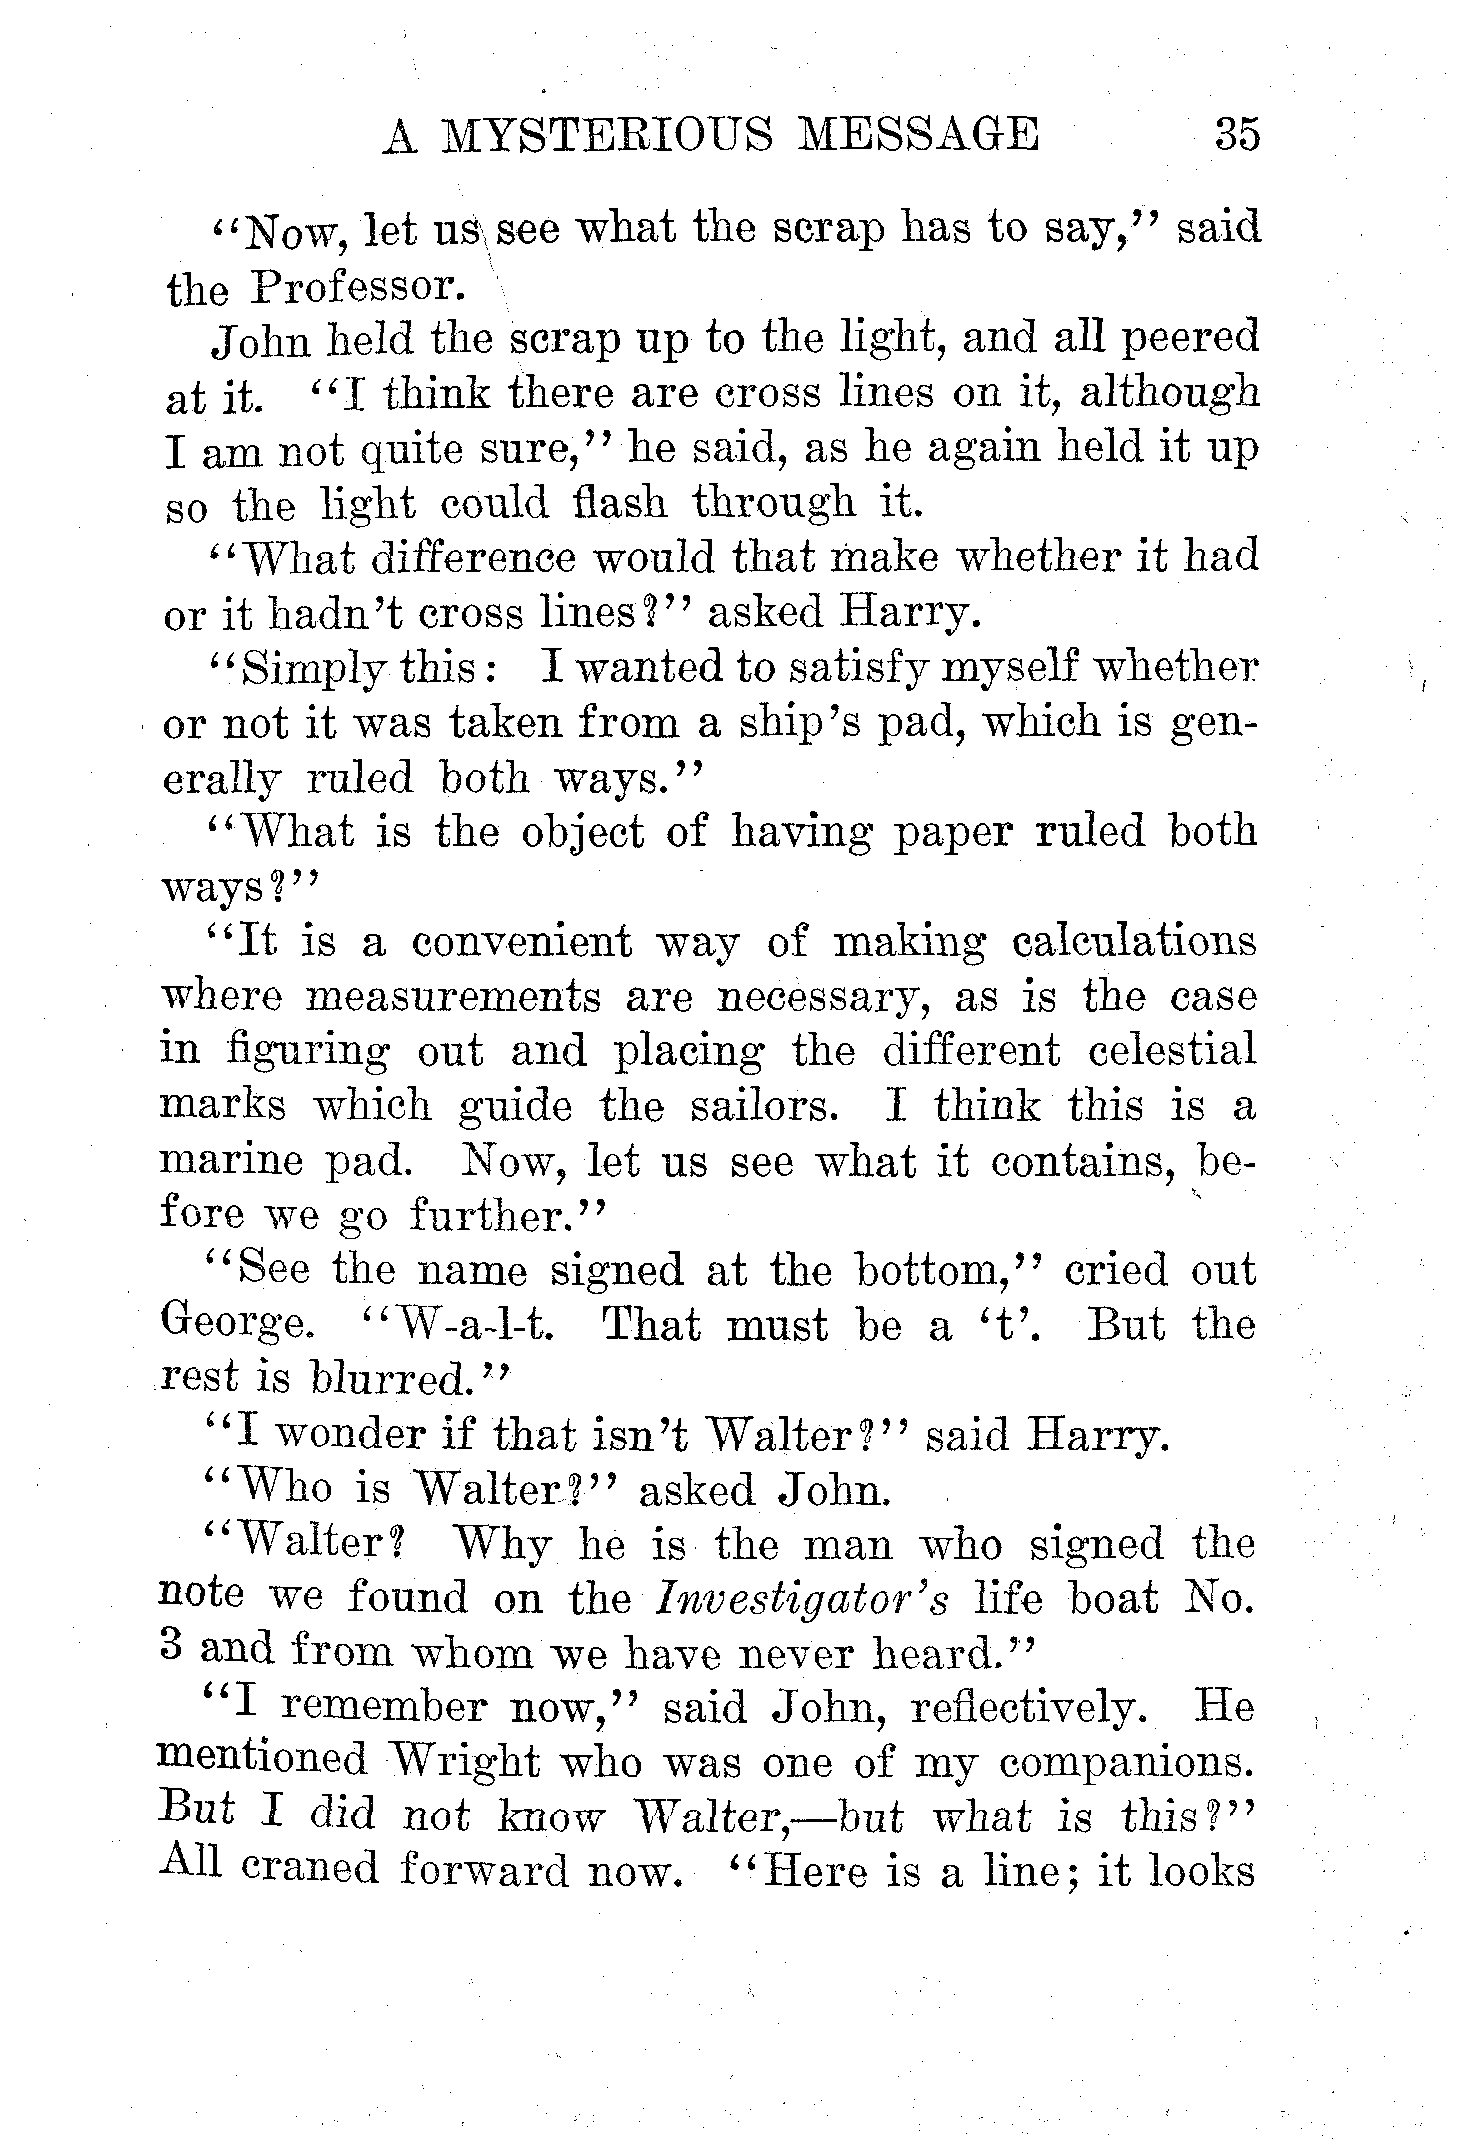 A MYSTERIOUS MESSAGE 35
"Now, let us see what the scrap has to say," said
the Professor.
John held the scrap up to the light, and all peered
at it. "I think there are cross lines on it, although
I am not quite sure," he said, as he again held it up
so the light could flash through it.
"What difference would that make whether it had
or it hadn't cross lines?" asked Harry.
"Simply this: I wanted to satisfy myself whether
or not it was taken from a ship's pad, which is gen-
erally ruled both ways."
"What is the object of having paper ruled both
ways?"
"It is a convenient way of making calculations
where measurements are necessary, as is the case
in figuring out and placing the different celestial
marks which guide the sailors. I think this is a
marine pad. Now, let us see what it contains, be-
fore we go further."
"See the name signed at the bottom," cried out
George. "W-a-l-t. That must be a 't'. But the
rest is blurred."
"I wonder if that isn't Walter?" said Harry.
"Who is Walter?" asked John.
"Walter? Why he is the man who signed the
note we found on the Investigator's life boat No.
3 and from whom we have never heard."
"I remember now," said John, reflectively. He
mentioned Wright who was one of my companions.
But I did not know Walter,—but what is this?"
All craned forward now. "Here is a line; it looks